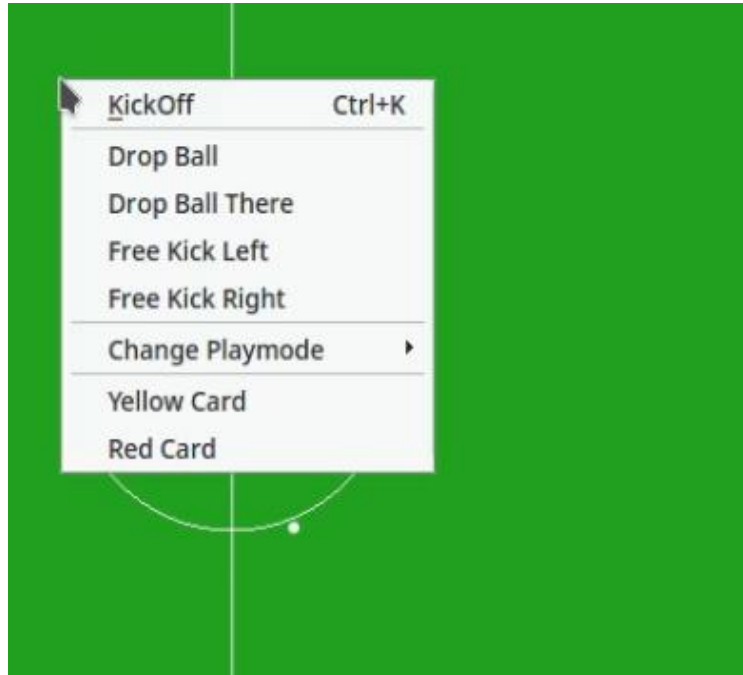 KickOff Ctrl+K
Drop Ball
Drop Ball There
Free Kick Left
Free Kick Right
Change Playmode
Yellow Card
Red Card